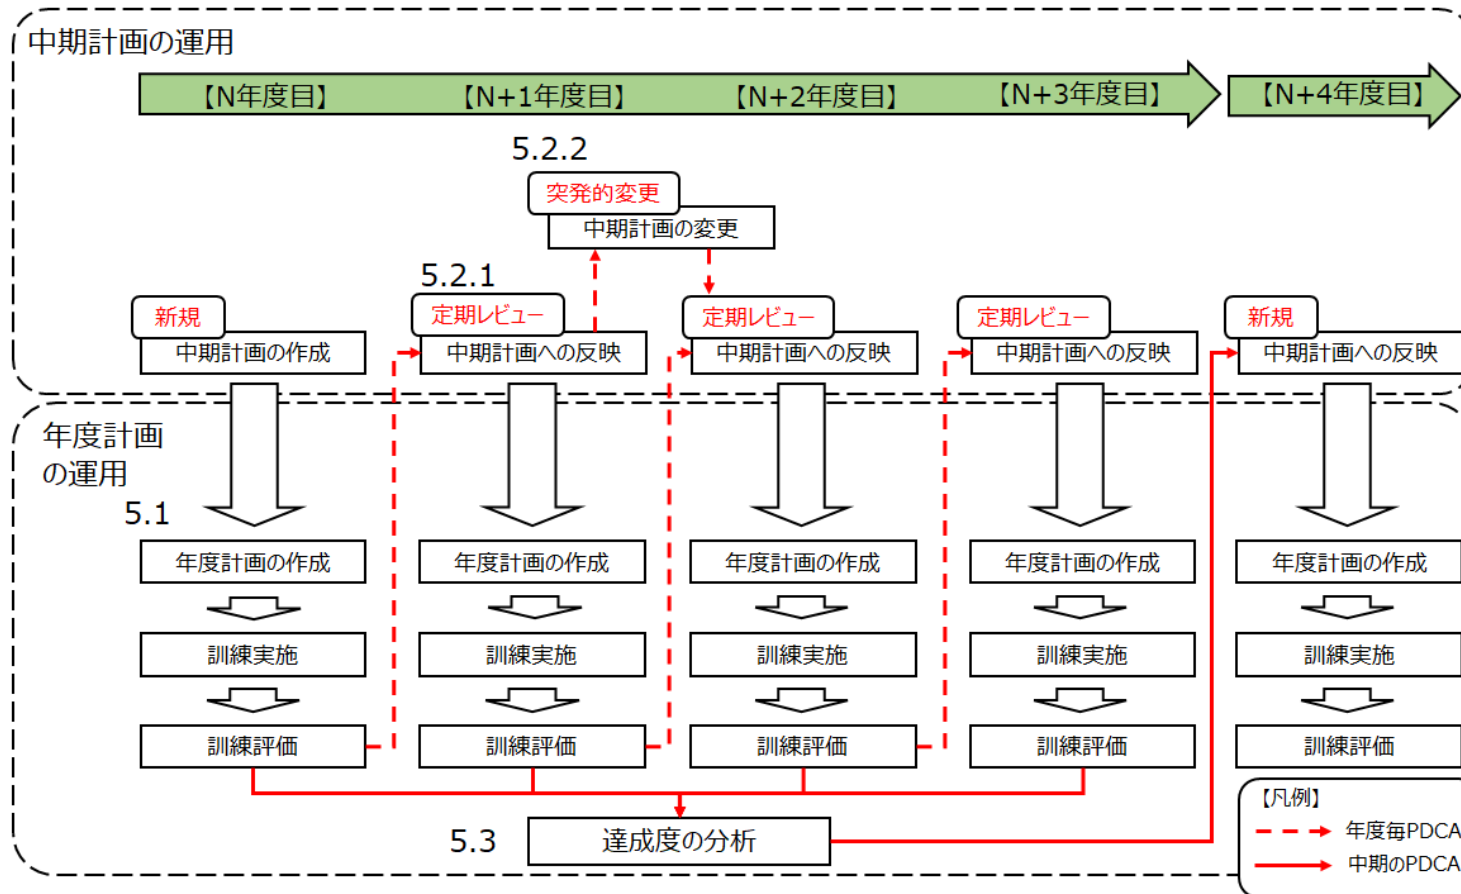 中期計画の運用
【N年度目】
【N+1年度目】
【N+2年度目】
【N+3年度目】
【N+4年度目】
5.2.2
突発的変更
中期計画の変更
5.2.1
新規
定期レビュー
定期レビュー
定期レビュー
新規
中期計画の作成
中期計画への反映
中期計画への反映
中期計画への反映
中期計画への反映
年度計画
の運用
5.1
年度計画の作成
年度計画の作成
年度計画の作成
年度計画の作成
年度計画の作成
訓練実施
訓練実施
訓練実施
訓練実施
訓練実施
訓練評価
訓練評価
訓練評価
訓練評価
訓練評価
5.3
達成度の分析
【凡例】
年度毎PDCA
中期のPDCA